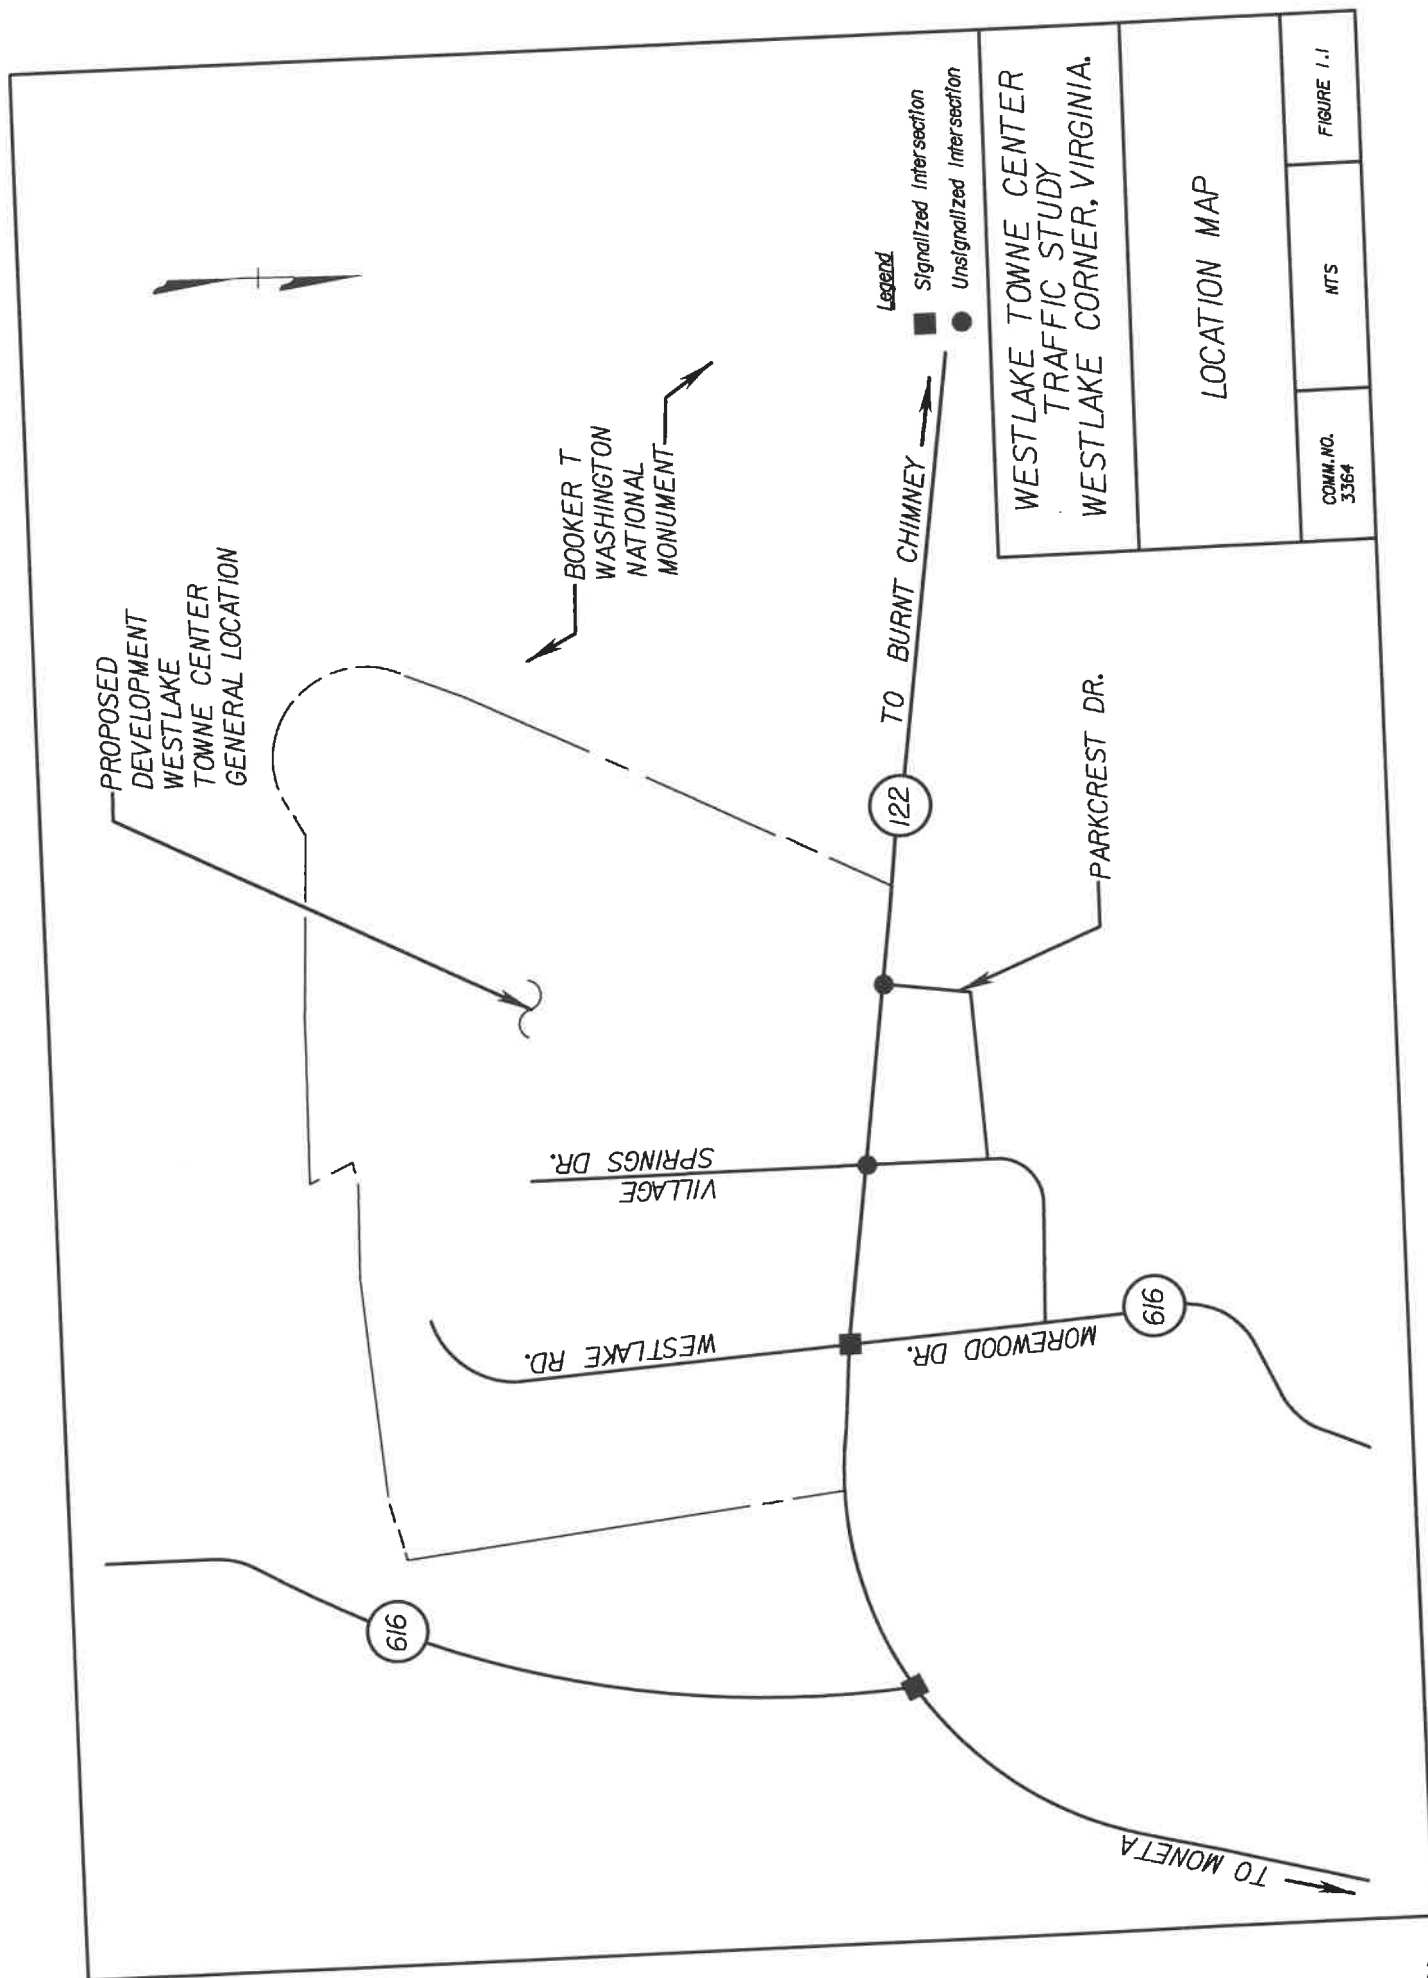 PROPOSED
DEVELOPMENT
WESTLAKE
TOWNE CENTER
GENERAL LOCATION
BOOKER T
WASHINGTON
NATIONAL
MONUMENT
Legend
Signalized Intersection
Unsignalized Intersection
616
WESTLAKE RD.
VILLAGE
SPRINGS DR.
122
TO BURNT CHIMNEY
MOREWOOD DR.
616
PARKCREST DR.
TO MONETA
WESTLAKE TOWNE CENTER
TRAFFIC STUDY
WESTLAKE CORNER, VIRGINIA.
LOCATION MAP
COMM.NO.
3364
NTS
FIGURE 1.1